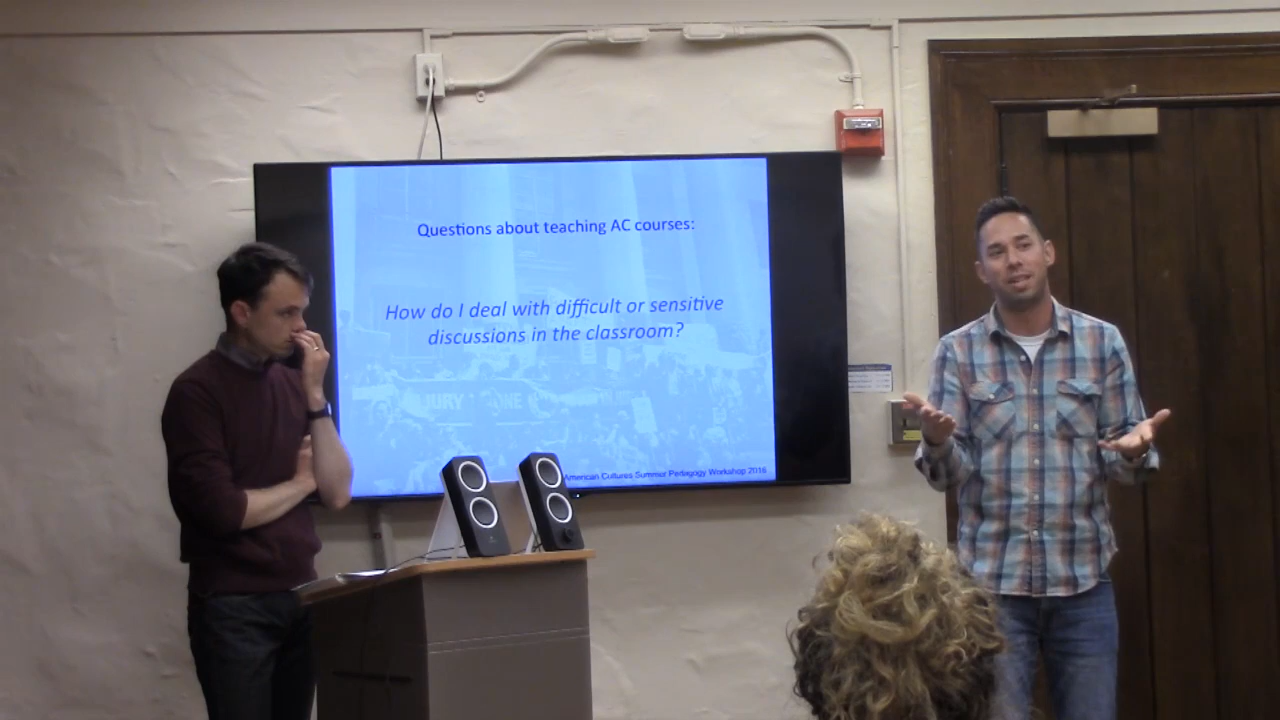 Questions about teaching AC courses:
How do I deal with difficult or sensitive
discussions in the classroom?
JURY
American Cultures Summer Pedagogy Workshop 2016